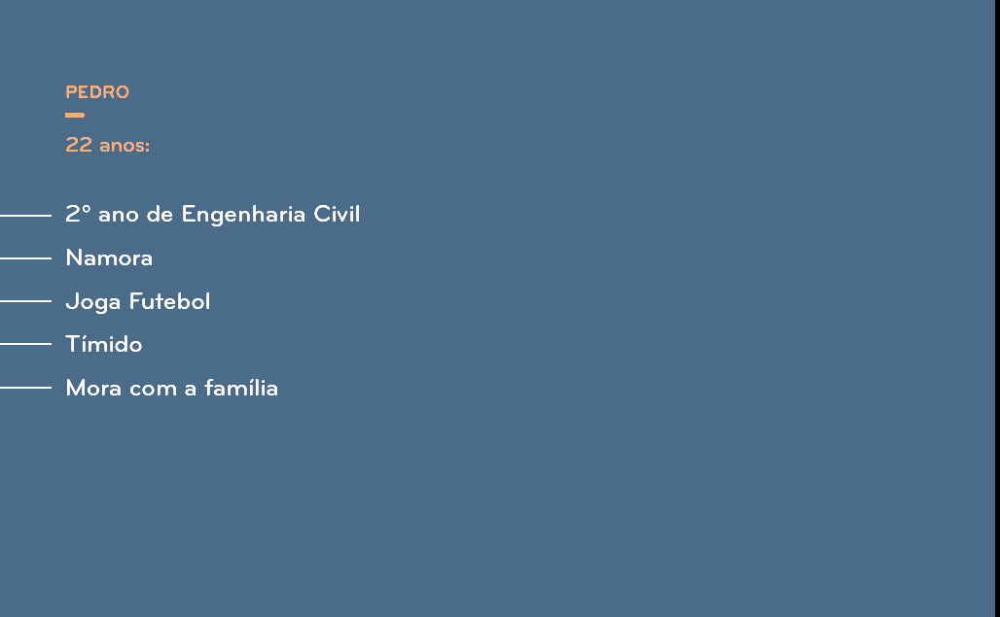 PEDRO
22 anos:
2º ano de Engenharia Civil
Namora
Joga Futebol
Tímido
Mora com a família